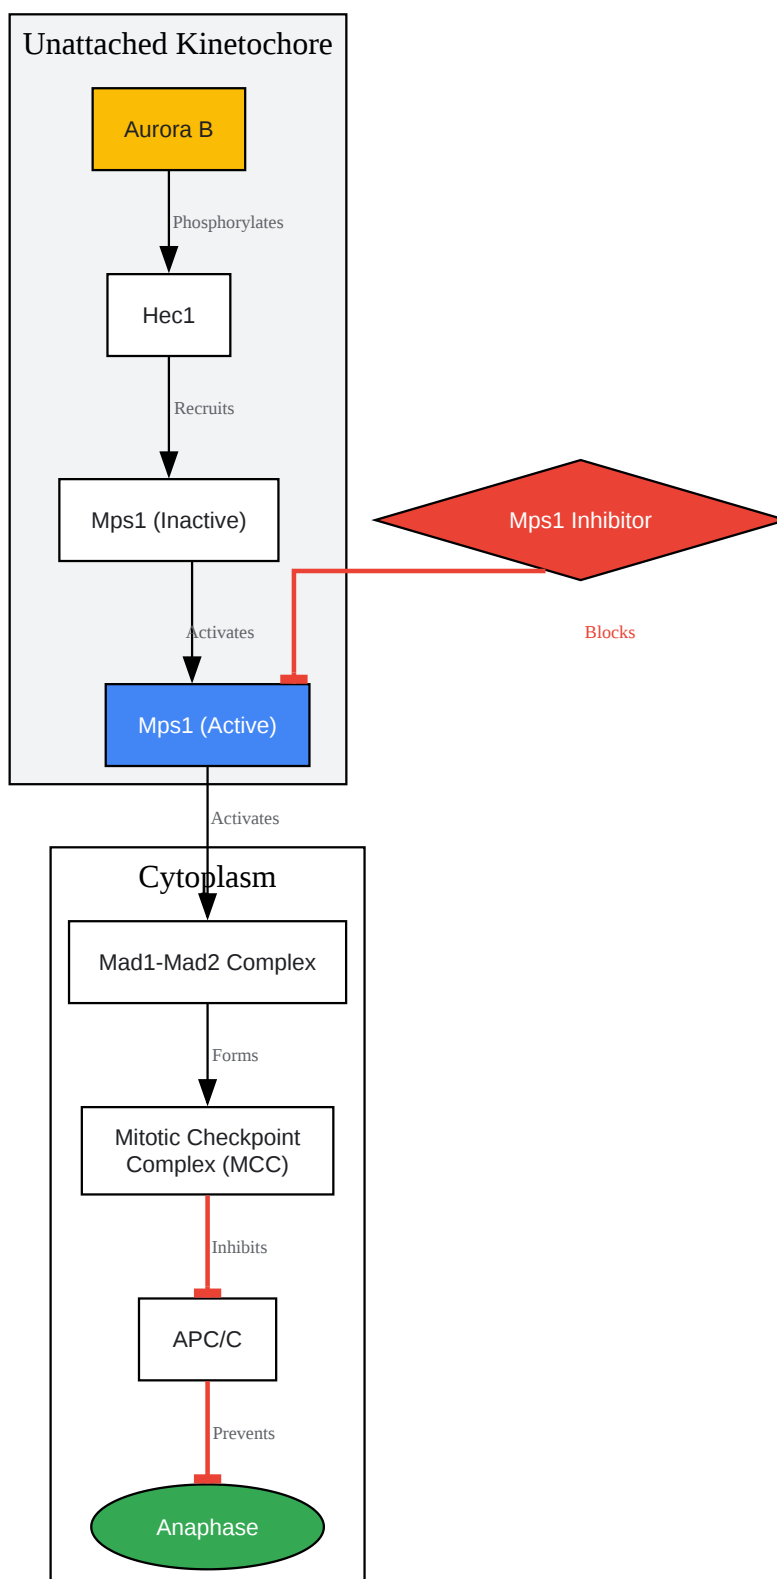 Unattached Kinetochore
Aurora B
Phosphorylates
Hec1
Recruits
Mps1 (Inactive)
Mps1 Inhibitor
Activates
Blocks
Mps1 (Active)
Activates
Cytoplasm
Mad1-Mad2 Complex
Forms
Mitotic Checkpoint
Complex (MCC)
Inhibits
APC/C
Prevents
Anaphase